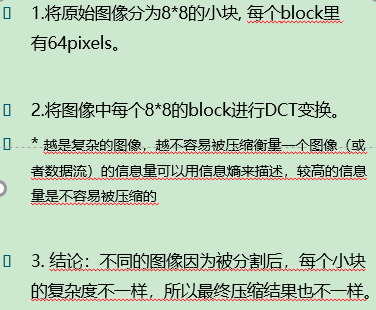 1.将原始图像分为8*8的小块, 每个block里
有64pixels。
2.将图像中每个8*8的block进行DCT变换。
* 越是复杂的图像，越不容易被压缩衡量一个图像（或
者数据流）的信息量可以用信息熵来描述，较高的信息
量是不容易被压缩的
3. 结论：不同的图像因为被分割后，每个小块
的复杂度不一样，所以最终压缩结果也不一样。